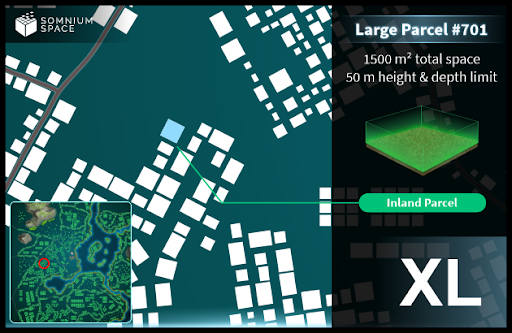 SOMNIUM
SPACE
Large Parcel #701
1500 m² total space
50 m height & depth limit
Inland Parcel
XL